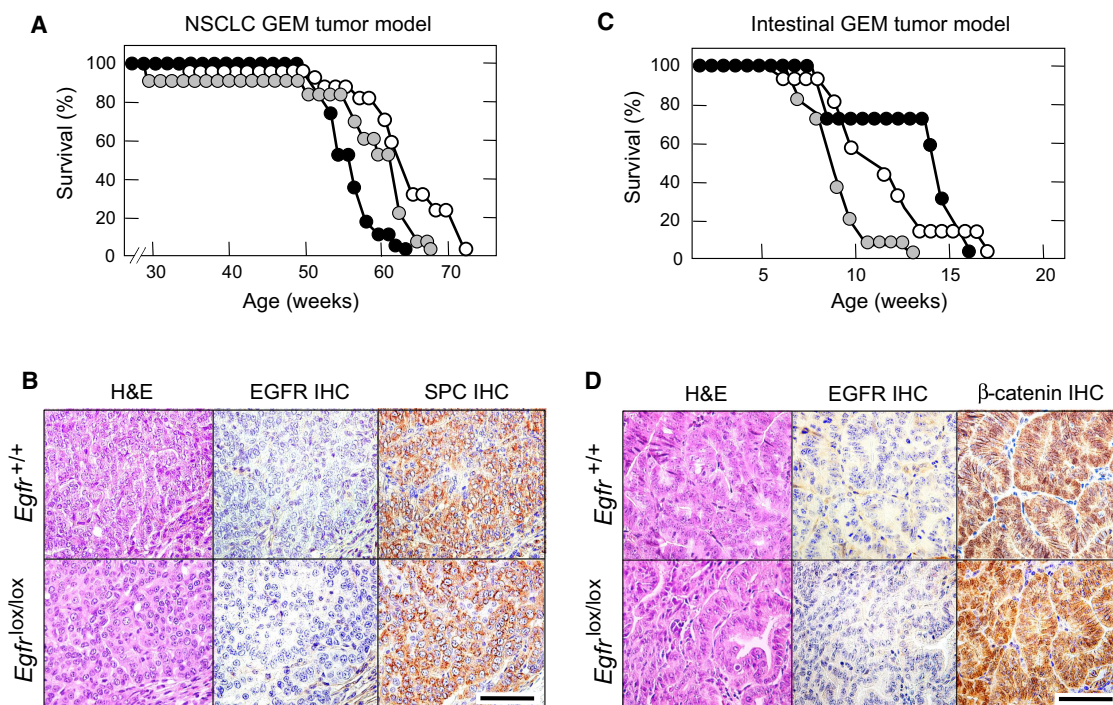 A
NSCLC GEM tumor model
Survival (%)
100
80
60
40
20
0
30 40 50 60 70
Age (weeks)
C
Intestinal GEM tumor model
Survival (%)
100
80
60
40
20
0
5 10 15 20
Age (weeks)
B
H&E EGFR IHC SPC IHC
Egfr+/+
Egfrlox/lox
D
H&E EGFR IHC β-catenin IHC
Egfr+/+
Egfrlox/lox